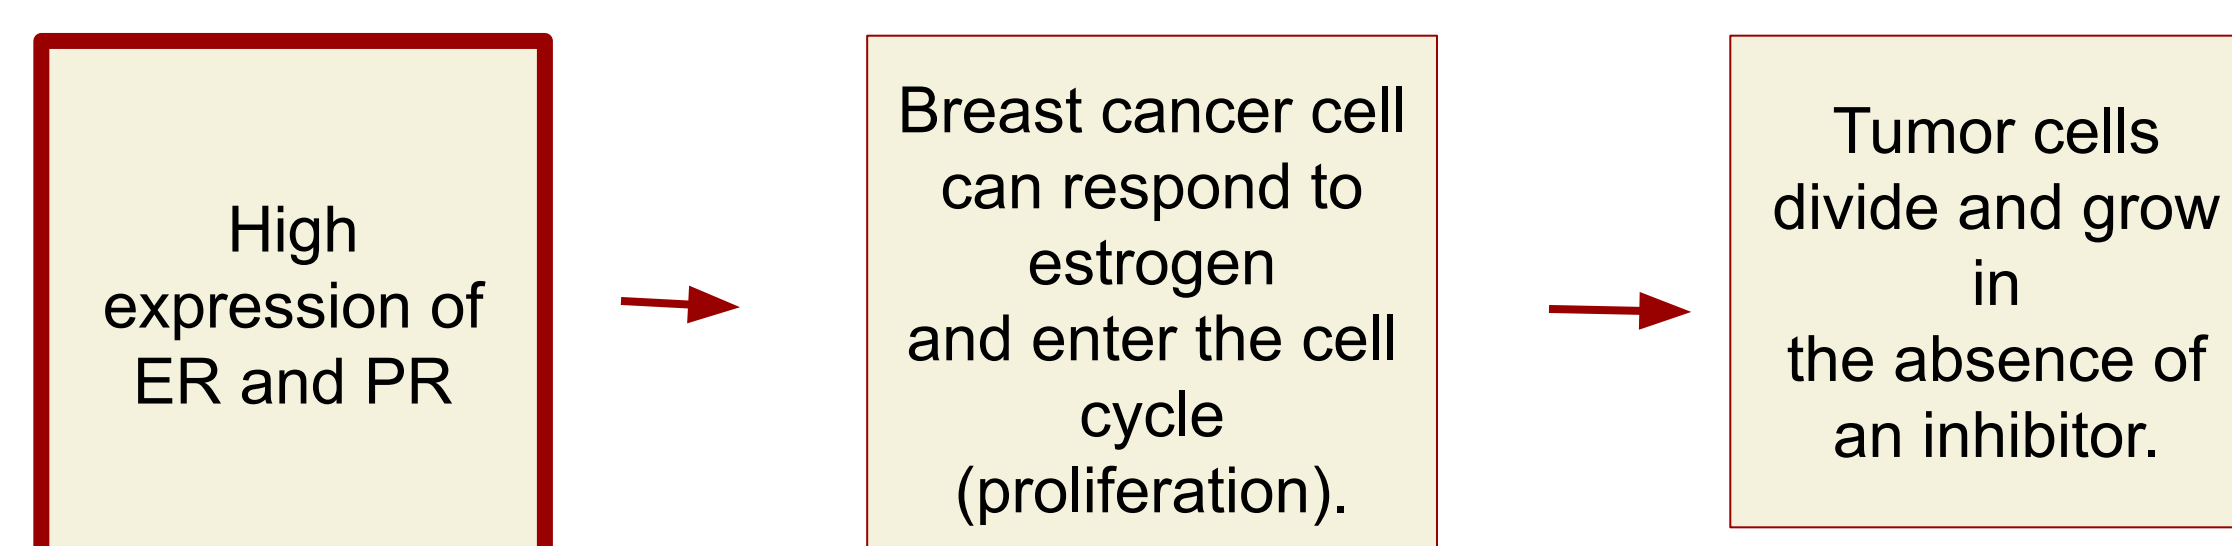 High
expression of
ER and PR
Breast cancer cell
can respond to
estrogen
and enter the cell
cycle
(proliferation).
Tumor cells
divide and grow
in
the absence of
an inhibitor.